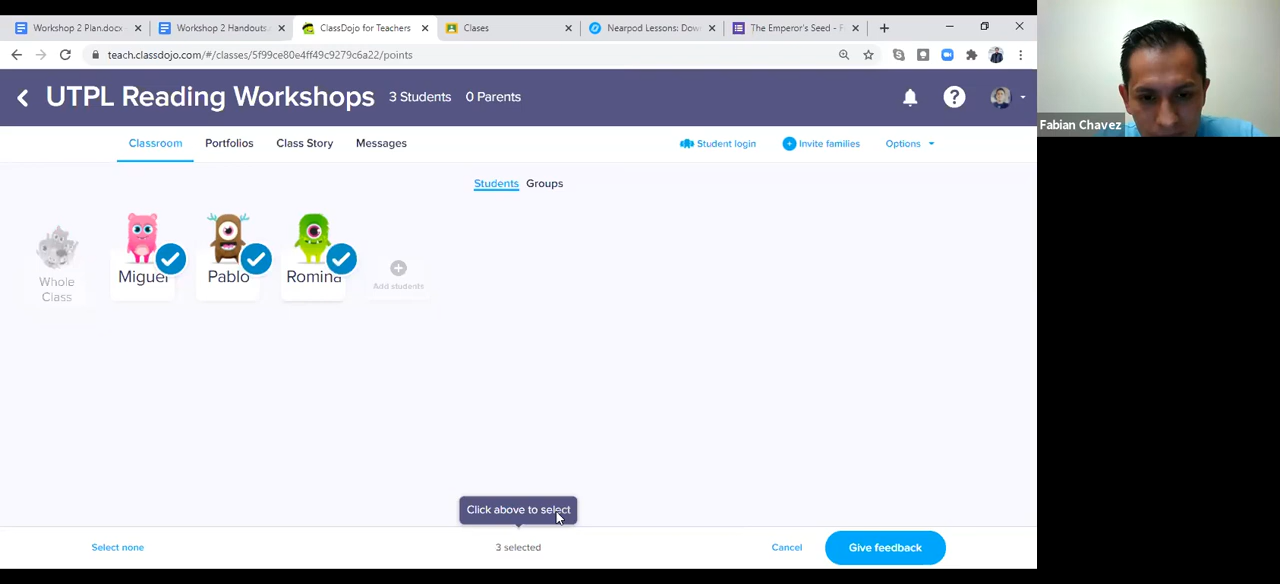 Workshop 2 Plan.docx
Workshop 2 Handouts
ClassDojo for Teachers
Clases
Nearpod Lessons: Dow
The Emperor's Seed - F
teach.classdojo.com/#/classes/5f99ce80e4ff49c9279c6a22/points
UTPL Reading Workshops
3 Students
0 Parents
Fabian Chavez
Classroom
Portfolios
Class Story
Messages
Student login
Invite families
Options
Students
Groups
Whole
Class
Miguel
Pablo
Romina
Add students
Click above to select
Select none
3 selected
Cancel
Give feedback